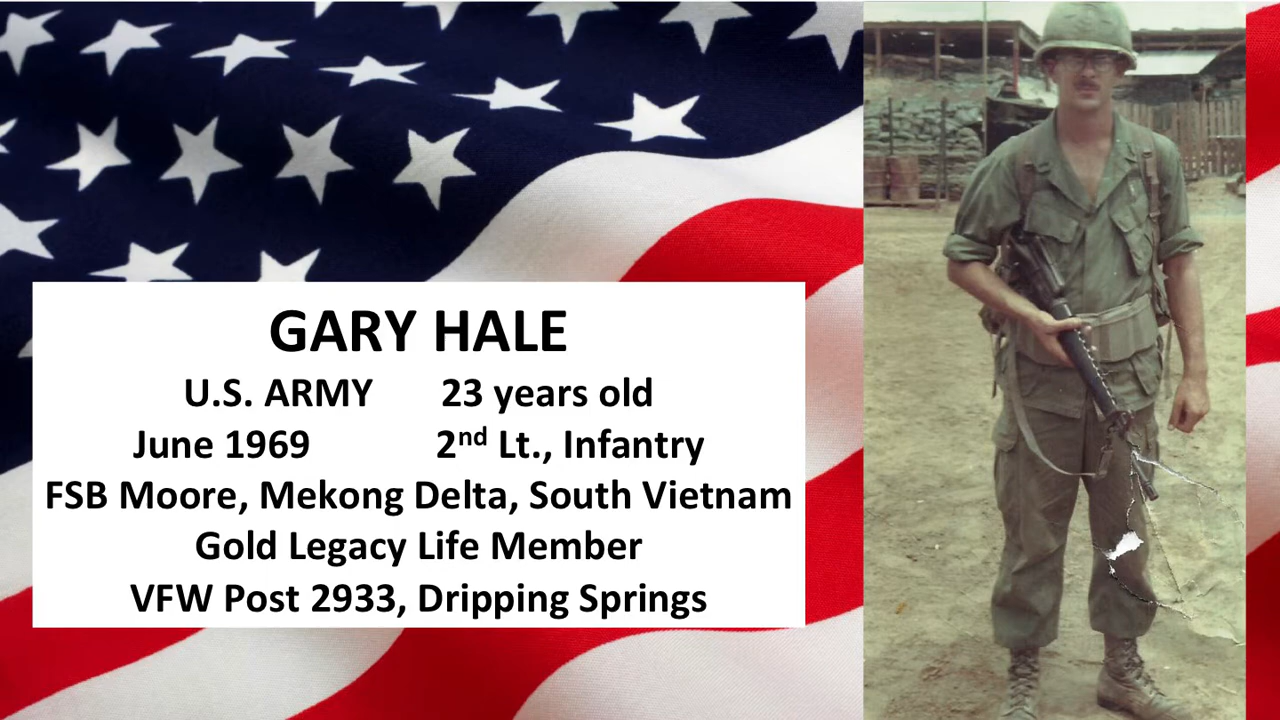 GARY HALE
U.S. ARMY 23 years old
June 1969 2nd Lt., Infantry
FSB Moore, Mekong Delta, South Vietnam
Gold Legacy Life Member
VFW Post 2933, Dripping Springs